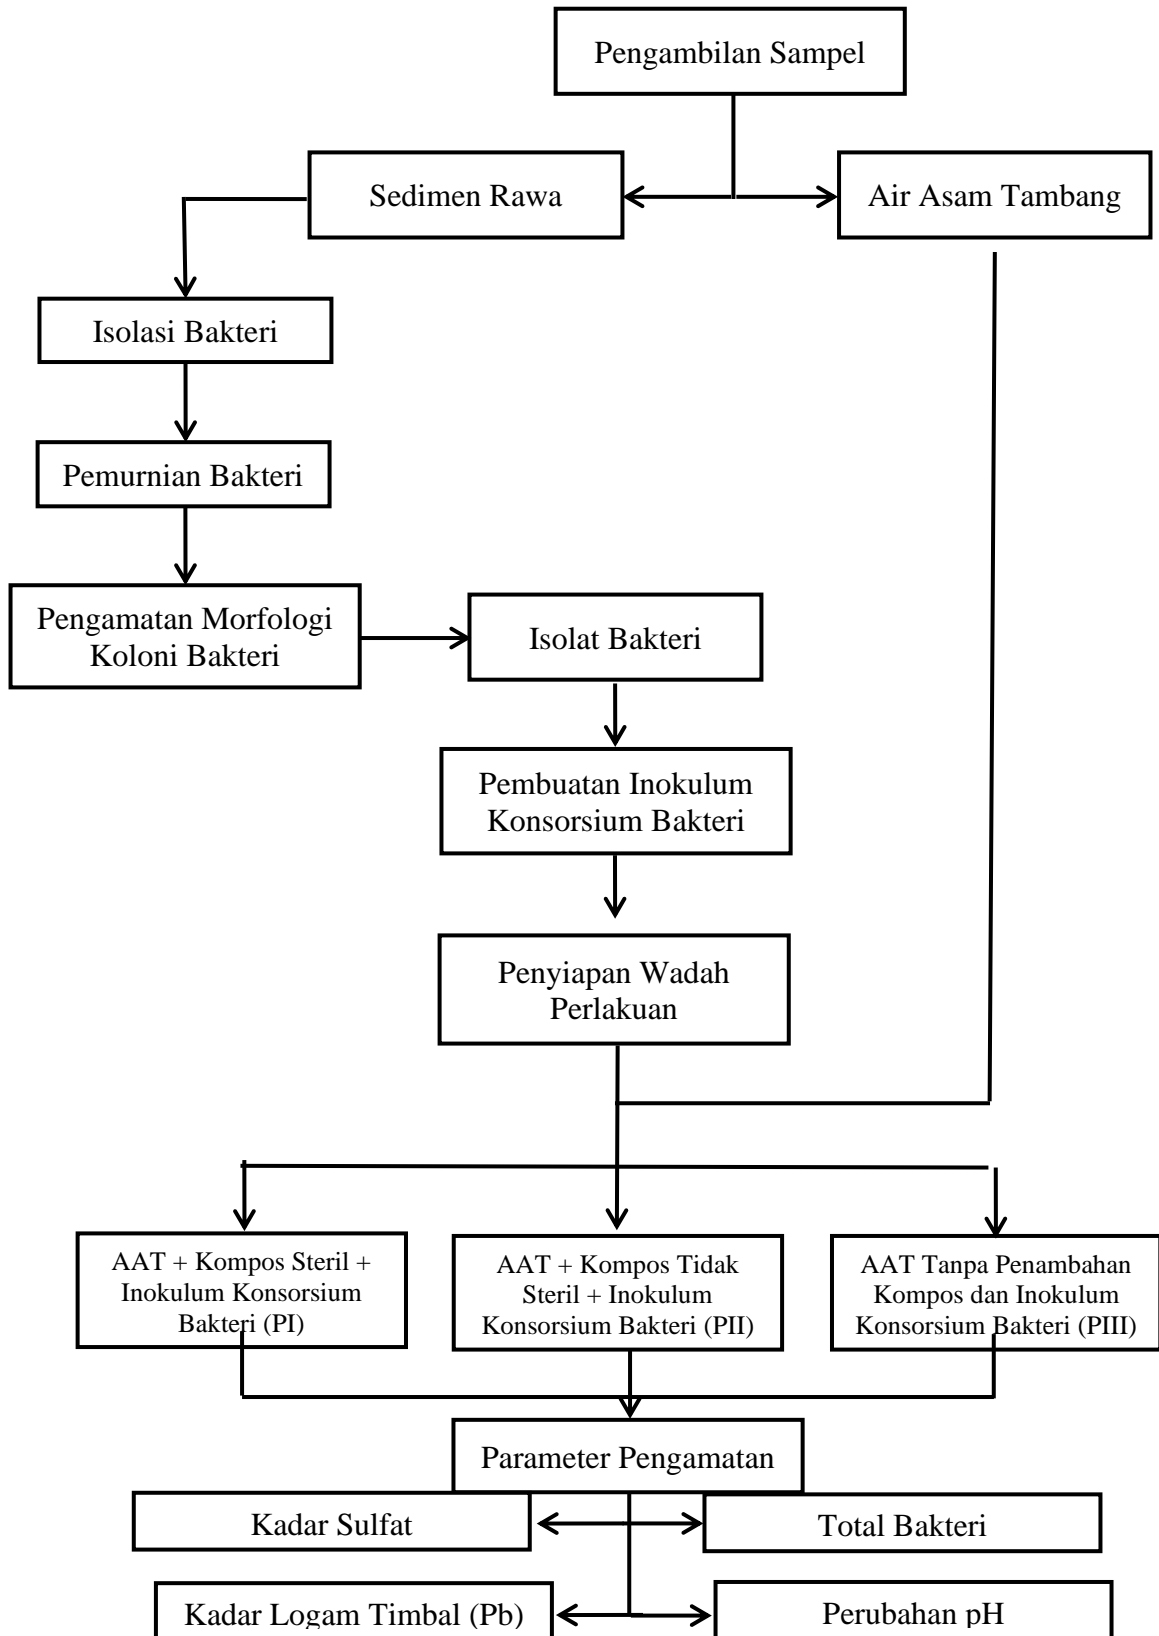 Pengambilan Sampel
Sedimen Rawa
Air Asam Tambang
Isolasi Bakteri
Pemurnian Bakteri
Pengamatan Morfologi
Koloni Bakteri
Isolat Bakteri
Pembuatan Inokulum
Konsorsium Bakteri
Penyiapan Wadah
Perlakuan
AAT + Kompos Steril +
Inokulum Konsorsium
Bakteri (PI)
AAT + Kompos Tidak
Steril + Inokulum
Konsorsium Bakteri (PII)
AAT Tanpa Penambahan
Kompos dan Inokulum
Konsorsium Bakteri (PIII)
Parameter Pengamatan
Kadar Sulfat
Total Bakteri
Kadar Logam Timbal (Pb)
Perubahan pH